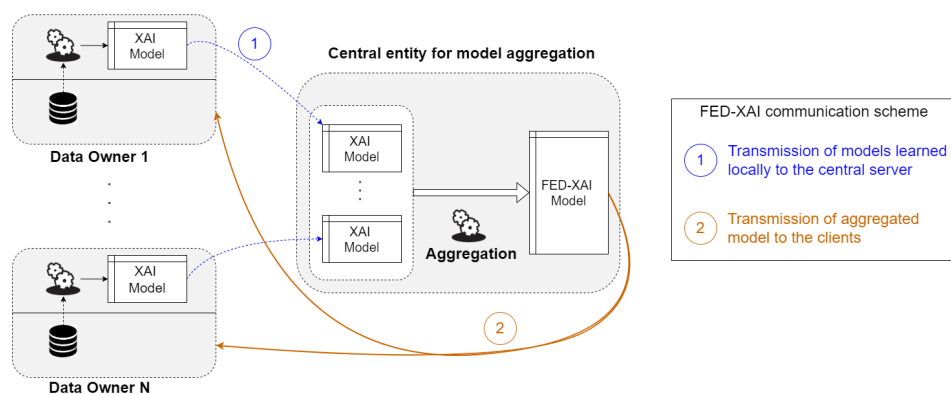 XAI
Model
1
Data Owner 1
XAI
Model
Data Owner N
Central entity for model aggregation
XAI
Model
XAI
Model
Aggregation
FED-XAI
Model
2
FED-XAI communication scheme
1
Transmission of models learned
locally to the central server
2
Transmission of aggregated
model to the clients